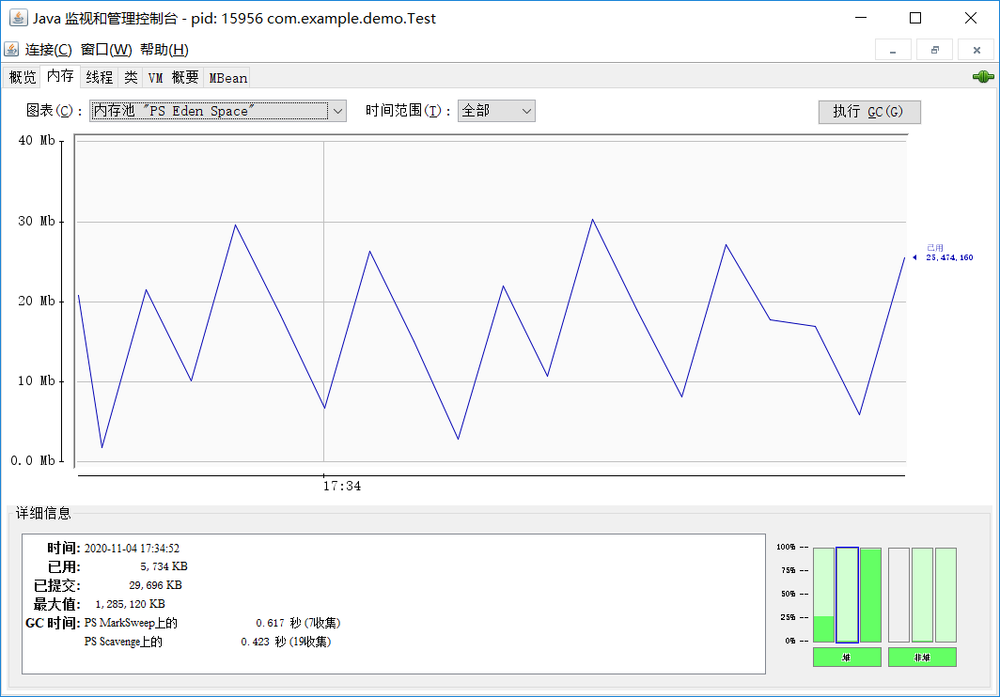 Java 监视和管理控制台 - pid: 15956 com.example.demo.Test
连接(C) 窗口(W) 帮助(H)
概览 内存 线程 类 VM 概要 MBean
图表(C): 内存池 "PS Eden Space" 时间范围(T): 全部 执行 GC(G)
40 Mb
30 Mb
已用
25,474,160
20 Mb
10 Mb
0.0 Mb
17:34
详细信息
时间: 2020-11-04 17:34:52
已用: 5,734 KB
已提交: 29,696 KB
最大值: 1,285,120 KB
GC 时间: PS MarkSweep上的 0.617 秒 (7收集)
PS Scavenge上的 0.423 秒 (19收集)
100% --
75% --
50% --
25% --
0% --
堆 非堆